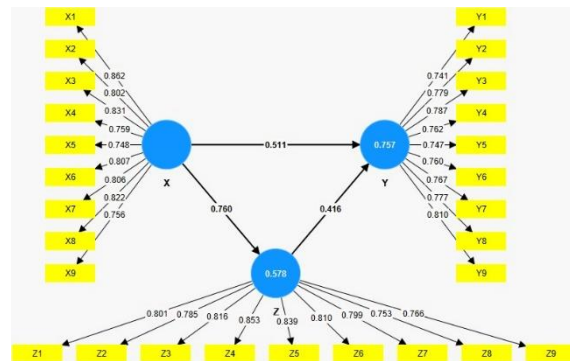 X1
X2
X3
X4
X5
X6
X7
X8
X9
0.862
0.802
0.831
0.759
0.748
0.807
0.806
0.822
0.756
X
0.511
0.760
0.416
Y1
Y2
Y3
Y4
Y5
Y6
Y7
Y8
Y9
0.741
0.779
0.787
0.762
0.747
0.760
0.767
0.777
0.810
0.757
Y
0.578
Z
0.801
0.785
0.816
0.853
0.839
0.810
0.799
0.753
0.766
Z1
Z2
Z3
Z4
Z5
Z6
Z7
Z8
Z9